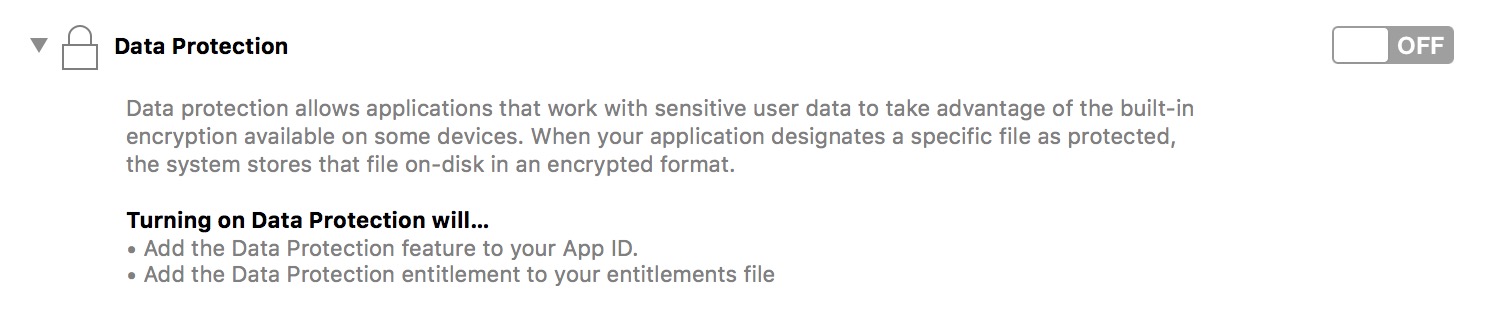 Data Protection
OFF
Data protection allows applications that work with sensitive user data to take advantage of the built-in
encryption available on some devices. When your application designates a specific file as protected,
the system stores that file on-disk in an encrypted format.
Turning on Data Protection will…
• Add the Data Protection feature to your App ID.
• Add the Data Protection entitlement to your entitlements file